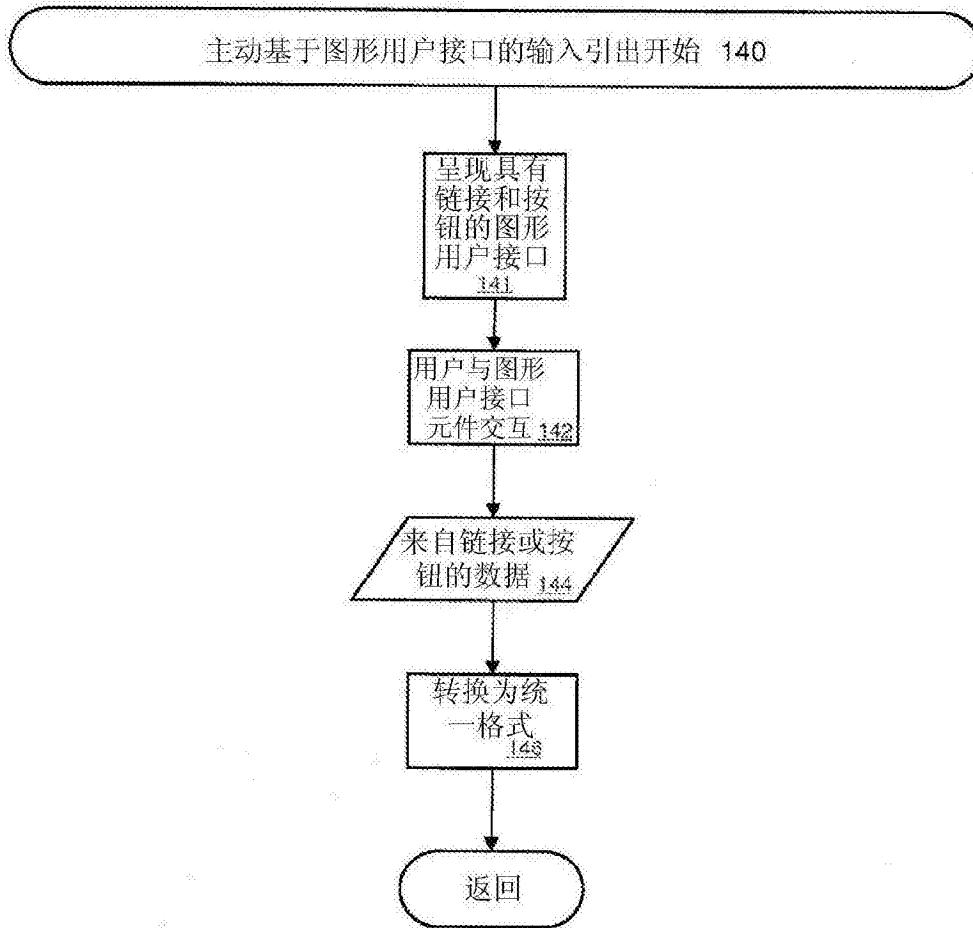 主动基于图形用户接口的输入引出开始 140
呈现具有
链接和按
钮的图形
用户接口
141
用户与图形
用户接口
元件交互 142
来自链接或按
钮的数据 144
转换为统
一格式
146
返回